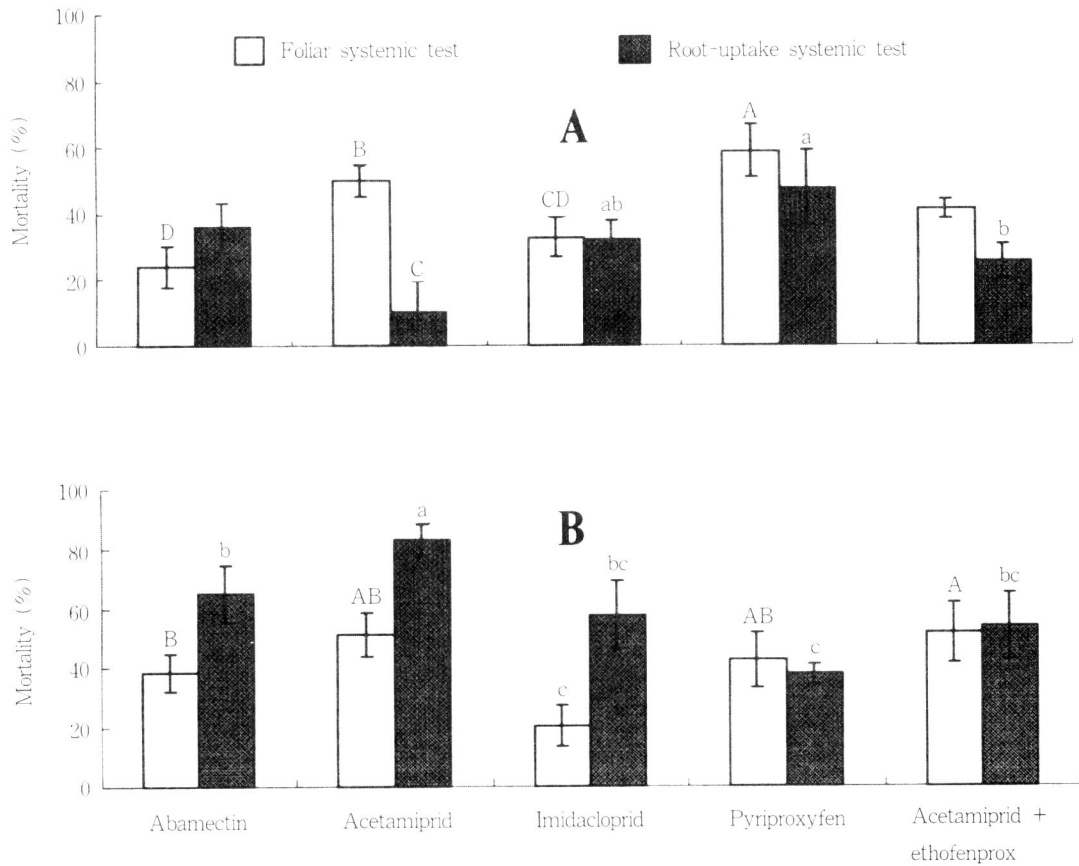 100
Foliar systemic test Root-uptake systemic test
80
A
A
B
a
60
CD
ab
Mortality (%)
40
D
C
b
20
0
100
B
a
80
b
bc
AB
AB
A
bc
60
B
c
Mortality (%)
40
c
20
0
Abamectin Acetamiprid Imidacloprid Pyriproxyfen Acetamiprid +
ethofenprox